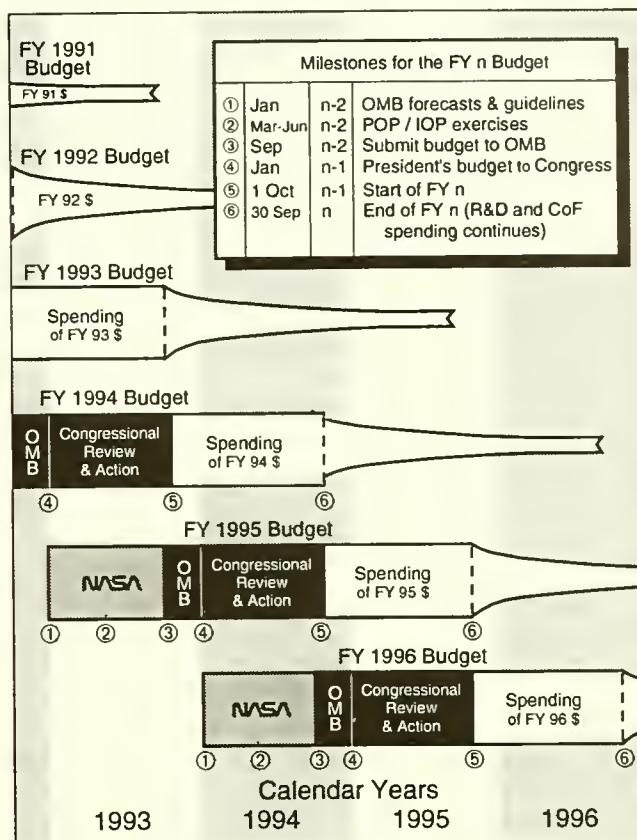 FY 1991
Budget
FY 91 $
Milestones for the FY n Budget
① Jan n-2 OMB forecasts & guidelines
② Mar-Jun n-2 POP / IOP exercises
③ Sep n-2 Submit budget to OMB
④ Jan n-1 President's budget to Congress
⑤ 1 Oct n-1 Start of FY n
⑥ 30 Sep n End of FY n (R&D and CoF
spending continues)
FY 1992 Budget
FY 92 $
FY 1993 Budget
Spending
of FY 93 $
FY 1994 Budget
OMB
Congressional
Review
& Action
Spending
of FY 94 $
④ ⑤ ⑥
FY 1995 Budget
NASA
OMB
Congressional
Review
& Action
Spending
of FY 95 $
① ② ③ ④ ⑤ ⑥
FY 1996 Budget
NASA
OMB
Congressional
Review
& Action
Spending
of FY 96 $
① ② ③ ④ ⑤ ⑥
Calendar Years
1993 1994 1995 1996